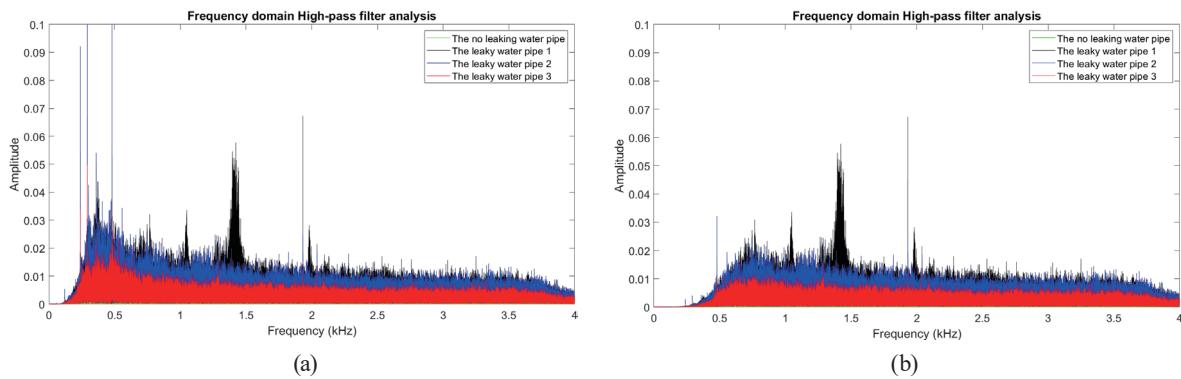 Frequency domain High-pass filter analysis
0.1
0.09
0.08
0.07
0.06
0.05
0.04
0.03
0.02
0.01
0
Amplitude
The no leaking water pipe
The leaky water pipe 1
The leaky water pipe 2
The leaky water pipe 3
0 0.5 1 1.5 2 2.5 3 3.5 4
Frequency (kHz)
(a)
Frequency domain High-pass filter analysis
0.1
0.09
0.08
0.07
0.06
0.05
0.04
0.03
0.02
0.01
0
Amplitude
The no leaking water pipe
The leaky water pipe 1
The leaky water pipe 2
The leaky water pipe 3
0 0.5 1 1.5 2 2.5 3 3.5 4
Frequency (kHz)
(b)